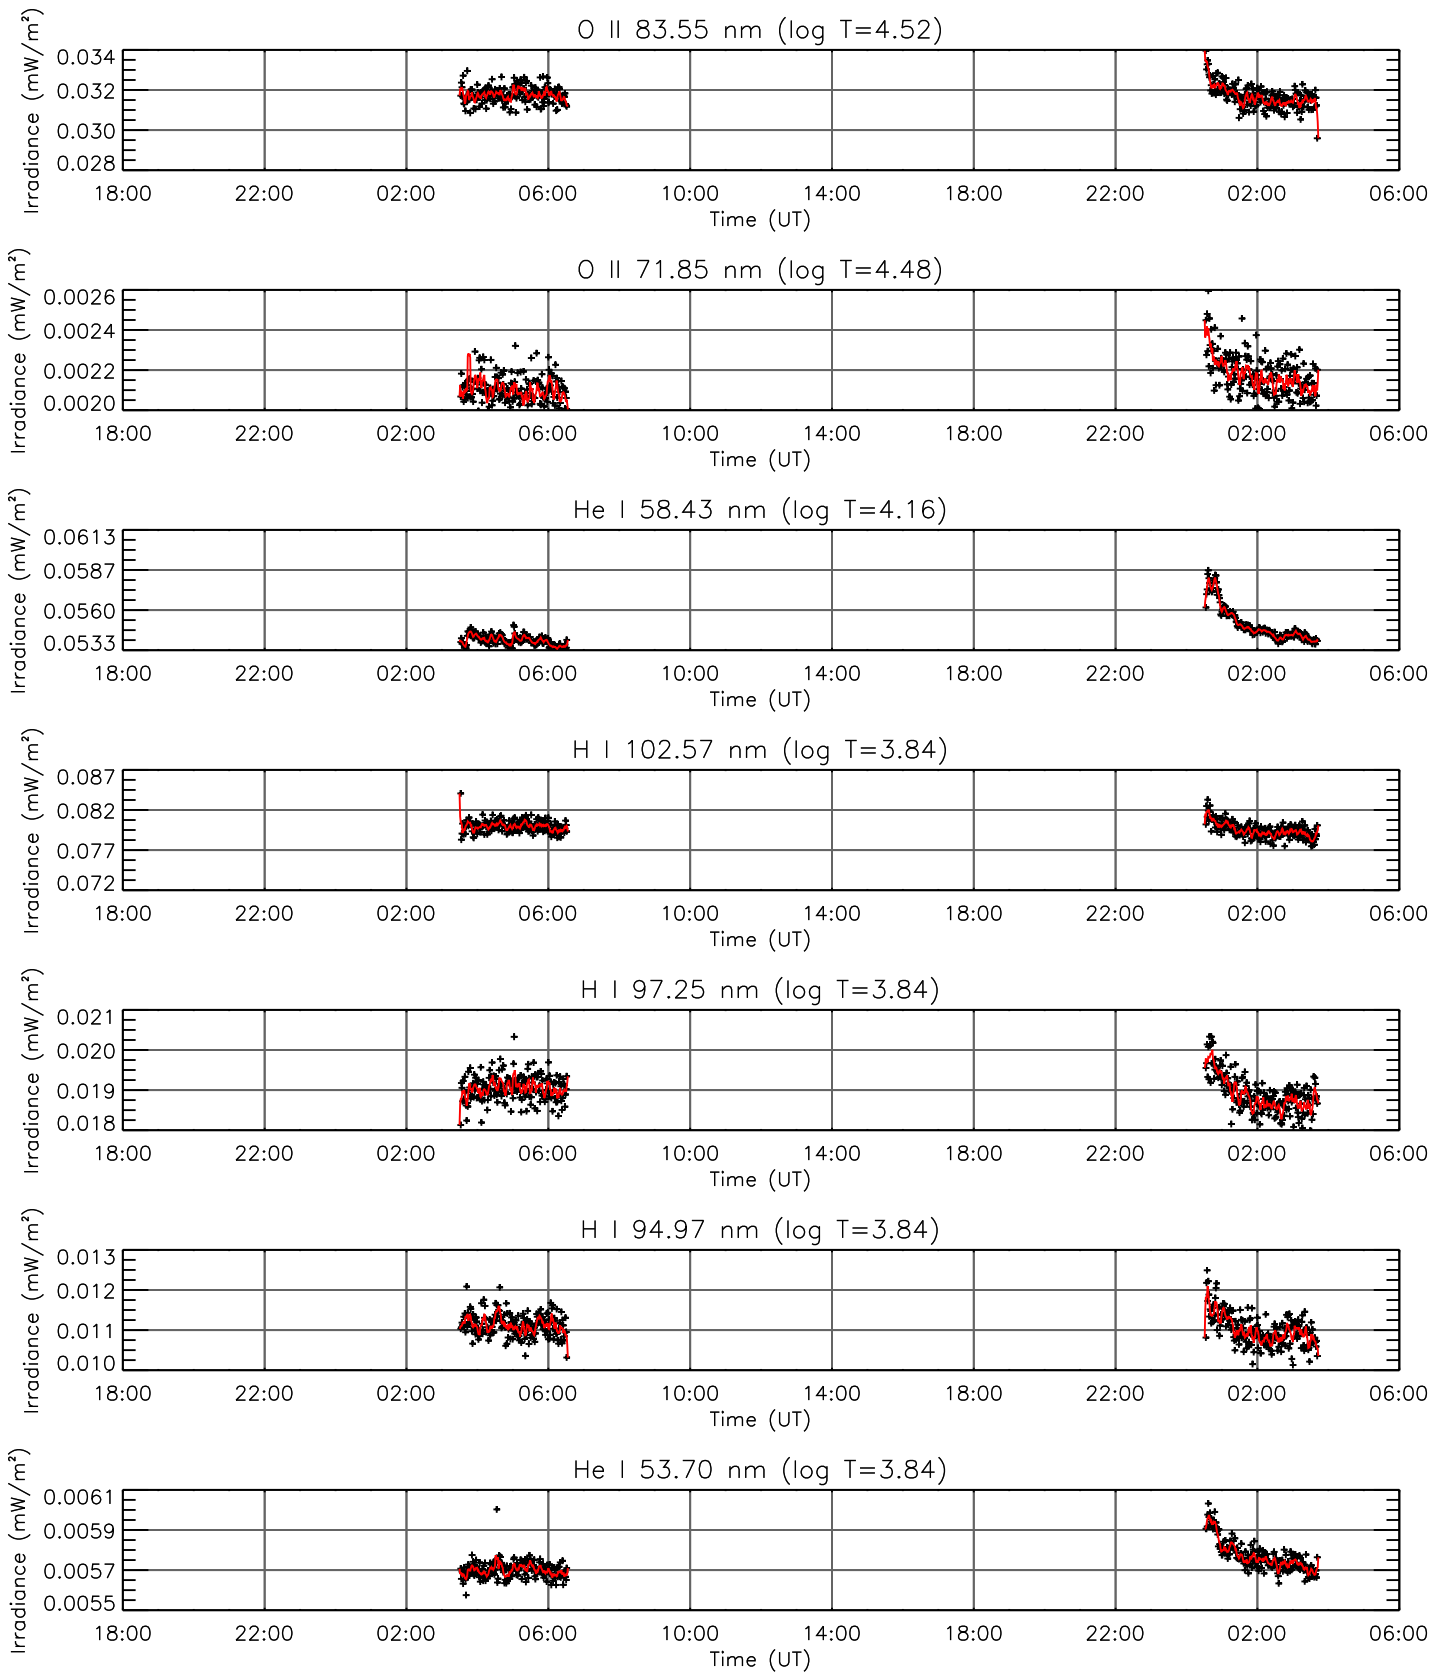 O II 83.55 nm (log T=4.52)
Irradiance (mW/m²)
0.034
0.032
0.030
0.028
18:00 22:00 02:00 06:00 10:00 14:00 18:00 22:00 02:00 06:00
Time (UT)
O II 71.85 nm (log T=4.48)
Irradiance (mW/m²)
0.0026
0.0024
0.0022
0.0020
18:00 22:00 02:00 06:00 10:00 14:00 18:00 22:00 02:00 06:00
Time (UT)
He I 58.43 nm (log T=4.16)
Irradiance (mW/m²)
0.0613
0.0587
0.0560
0.0533
18:00 22:00 02:00 06:00 10:00 14:00 18:00 22:00 02:00 06:00
Time (UT)
H I 102.57 nm (log T=3.84)
Irradiance (mW/m²)
0.087
0.082
0.077
0.072
18:00 22:00 02:00 06:00 10:00 14:00 18:00 22:00 02:00 06:00
Time (UT)
H I 97.25 nm (log T=3.84)
Irradiance (mW/m²)
0.021
0.020
0.019
0.018
18:00 22:00 02:00 06:00 10:00 14:00 18:00 22:00 02:00 06:00
Time (UT)
H I 94.97 nm (log T=3.84)
Irradiance (mW/m²)
0.013
0.012
0.011
0.010
18:00 22:00 02:00 06:00 10:00 14:00 18:00 22:00 02:00 06:00
Time (UT)
He I 53.70 nm (log T=3.84)
Irradiance (mW/m²)
0.0061
0.0059
0.0057
0.0055
18:00 22:00 02:00 06:00 10:00 14:00 18:00 22:00 02:00 06:00
Time (UT)